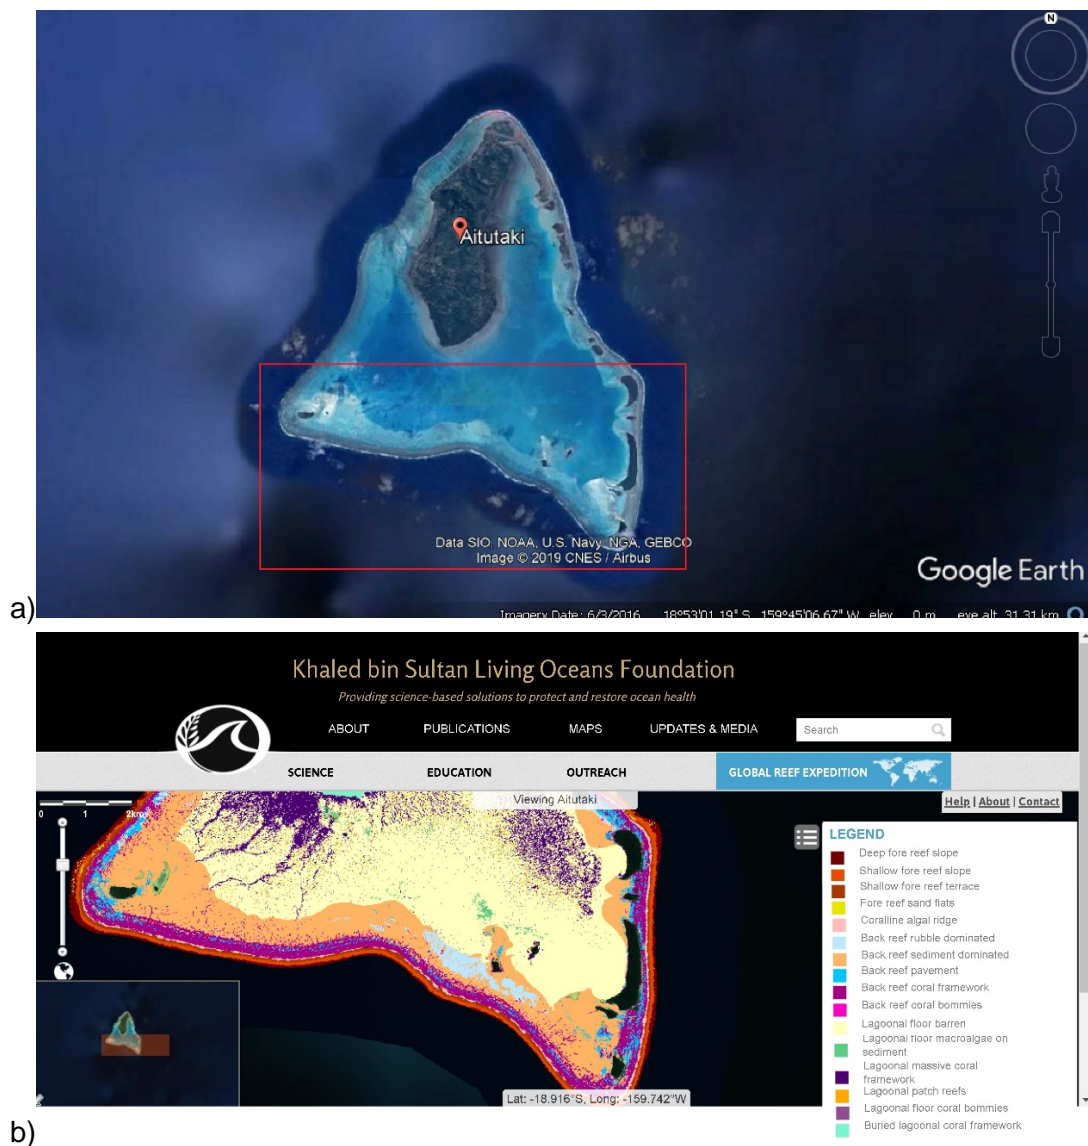 N
Aitutaki
Data SIO, NOAA, U.S. Navy, NGA, GEBCO
Image © 2019 CNES / Airbus
Google Earth
a)
Imagery Date: 6/3/2016 18°53'01.19" S 159°45'06.67" W elev 0 m eye alt 31.31 km
Khaled bin Sultan Living Oceans Foundation
Providing science-based solutions to protect and restore ocean health
ABOUT PUBLICATIONS MAPS UPDATES & MEDIA Search
SCIENCE EDUCATION OUTREACH GLOBAL REEF EXPEDITION
Viewing Aitutaki
Help | About | Contact
0 1 2km
LEGEND
Deep fore reef slope
Shallow fore reef slope
Shallow fore reef terrace
Fore reef sand flats
Coralline algal ridge
Back reef rubble dominated
Back reef sediment dominated
Back reef pavement
Back reef coral framework
Back reef coral bommies
Lagoonal floor barren
Lagoonal floor macroalgae on
sediment
Lagoonal massive coral
framework
Lagoonal patch reefs
Lagoonal floor coral bommies
Buried lagoonal coral framework
Lat: -18.916°S, Long: -159.742°W
b)